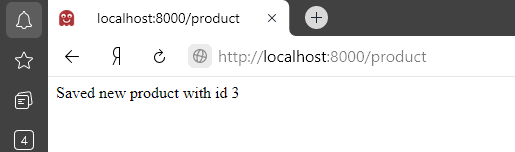 localhost:8000/product
Я http://localhost:8000/product
Saved new product with id 3
4